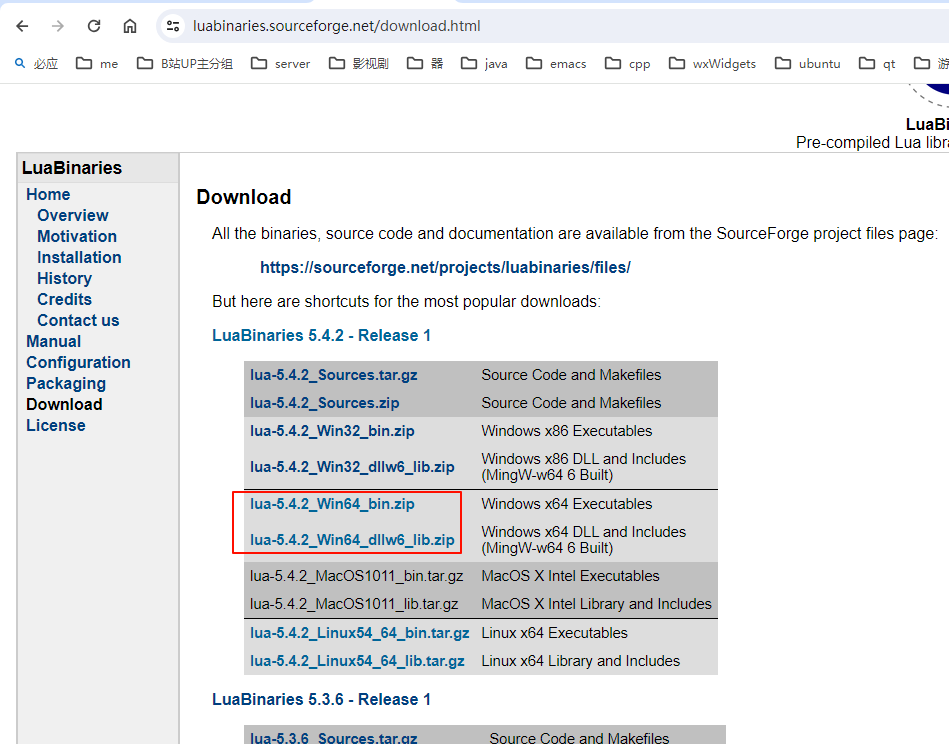 luabinaries.sourceforge.net/download.html
必应 me B站UP主分组 server 影视剧 器 java emacs cpp wxWidgets ubuntu qt 游
LuaBi
Pre-compiled Lua libra
LuaBinaries
Home
Overview
Motivation
Installation
History
Credits
Contact us
Manual
Configuration
Packaging
Download
License
Download
All the binaries, source code and documentation are available from the SourceForge project files page:
https://sourceforge.net/projects/luabinaries/files/
But here are shortcuts for the most popular downloads:
LuaBinaries 5.4.2 - Release 1
lua-5.4.2_Sources.tar.gz Source Code and Makefiles
lua-5.4.2_Sources.zip Source Code and Makefiles
lua-5.4.2_Win32_bin.zip Windows x86 Executables
lua-5.4.2_Win32_dllw6_lib.zip Windows x86 DLL and Includes
(MingW-w64 6 Built)
lua-5.4.2_Win64_bin.zip Windows x64 Executables
lua-5.4.2_Win64_dllw6_lib.zip Windows x64 DLL and Includes
(MingW-w64 6 Built)
lua-5.4.2_MacOS1011_bin.tar.gz MacOS X Intel Executables
lua-5.4.2_MacOS1011_lib.tar.gz MacOS X Intel Library and Includes
lua-5.4.2_Linux54_64_bin.tar.gz Linux x64 Executables
lua-5.4.2_Linux54_64_lib.tar.gz Linux x64 Library and Includes
LuaBinaries 5.3.6 - Release 1
lua-5.3.6_Sources.tar.gz Source Code and Makefiles